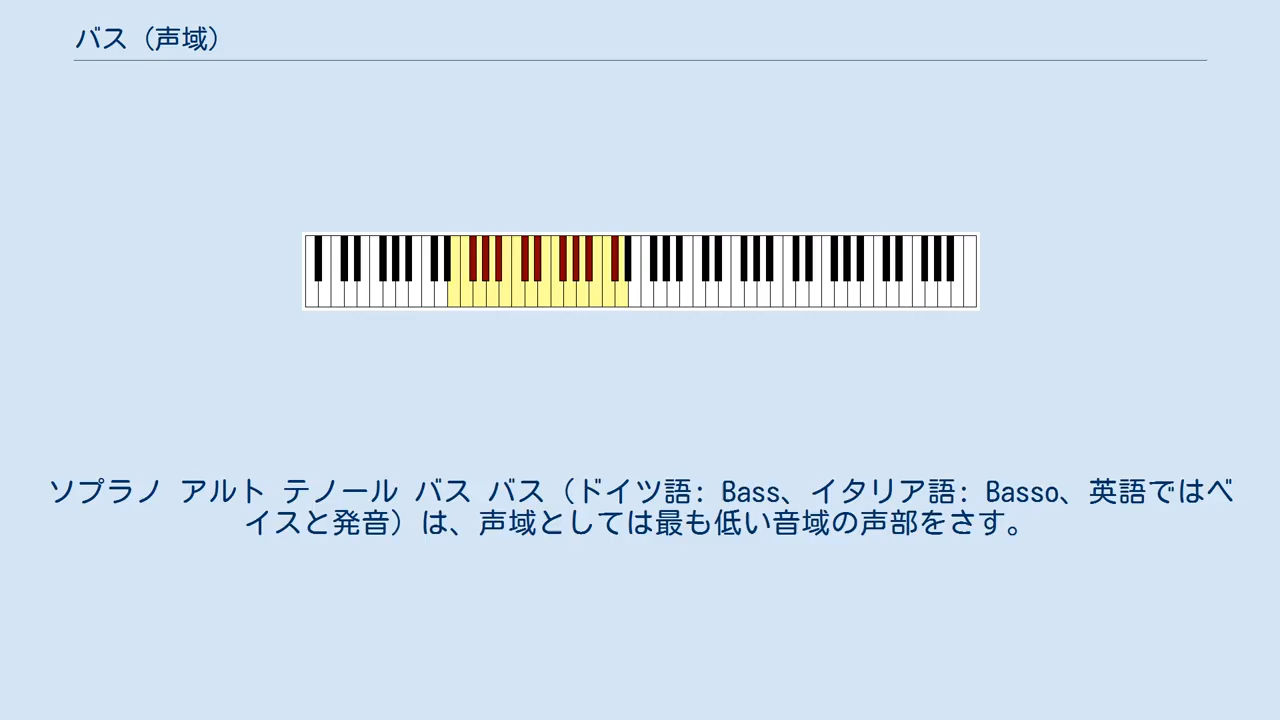 バス（声域）
ソプラノ アルト テノール バス バス（ドイツ語: Bass、イタリア語: Basso、英語ではベ
イスと発音）は、声域としては最も低い音域の声部をさす。